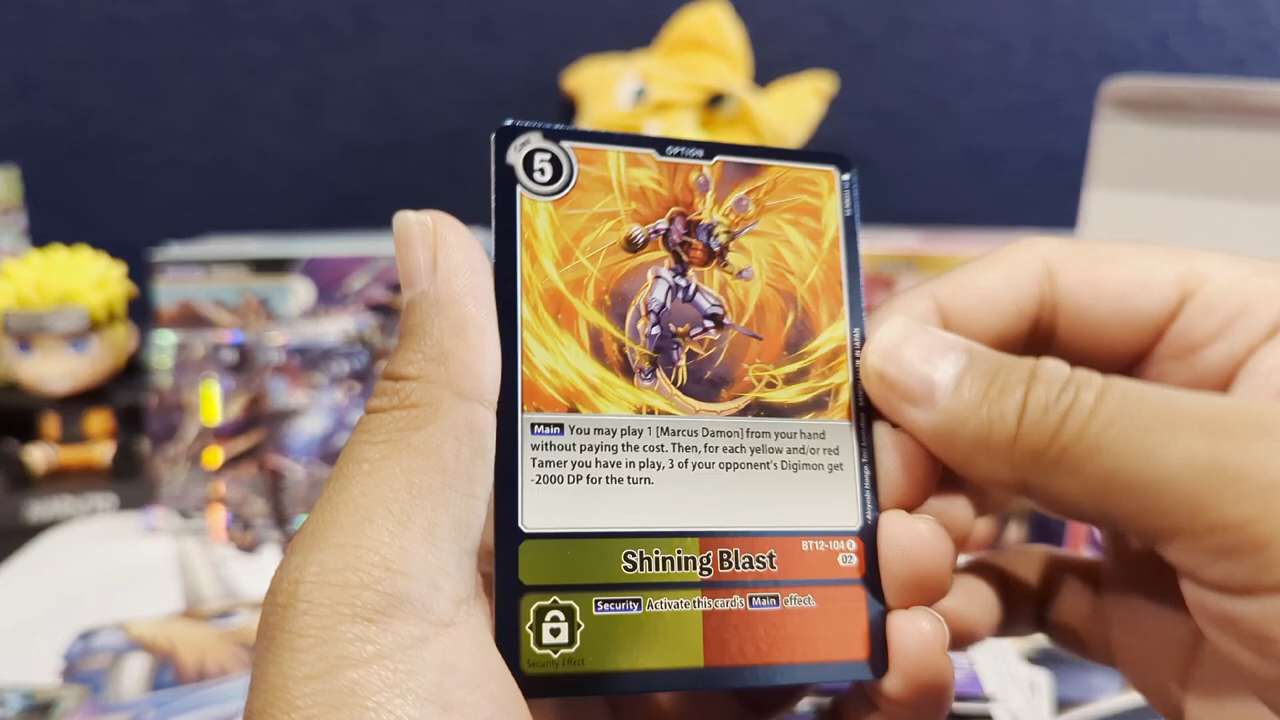 OPTION
5
Main You may play 1 [Marcus Damon] from your hand
without paying the cost. Then, for each yellow and/or red
Tamer you have in play, 3 of your opponent's Digimon get
-2000 DP for the turn.
BT12-104
Shining Blast
02
Security Activate this card's Main effect.
Security Effect